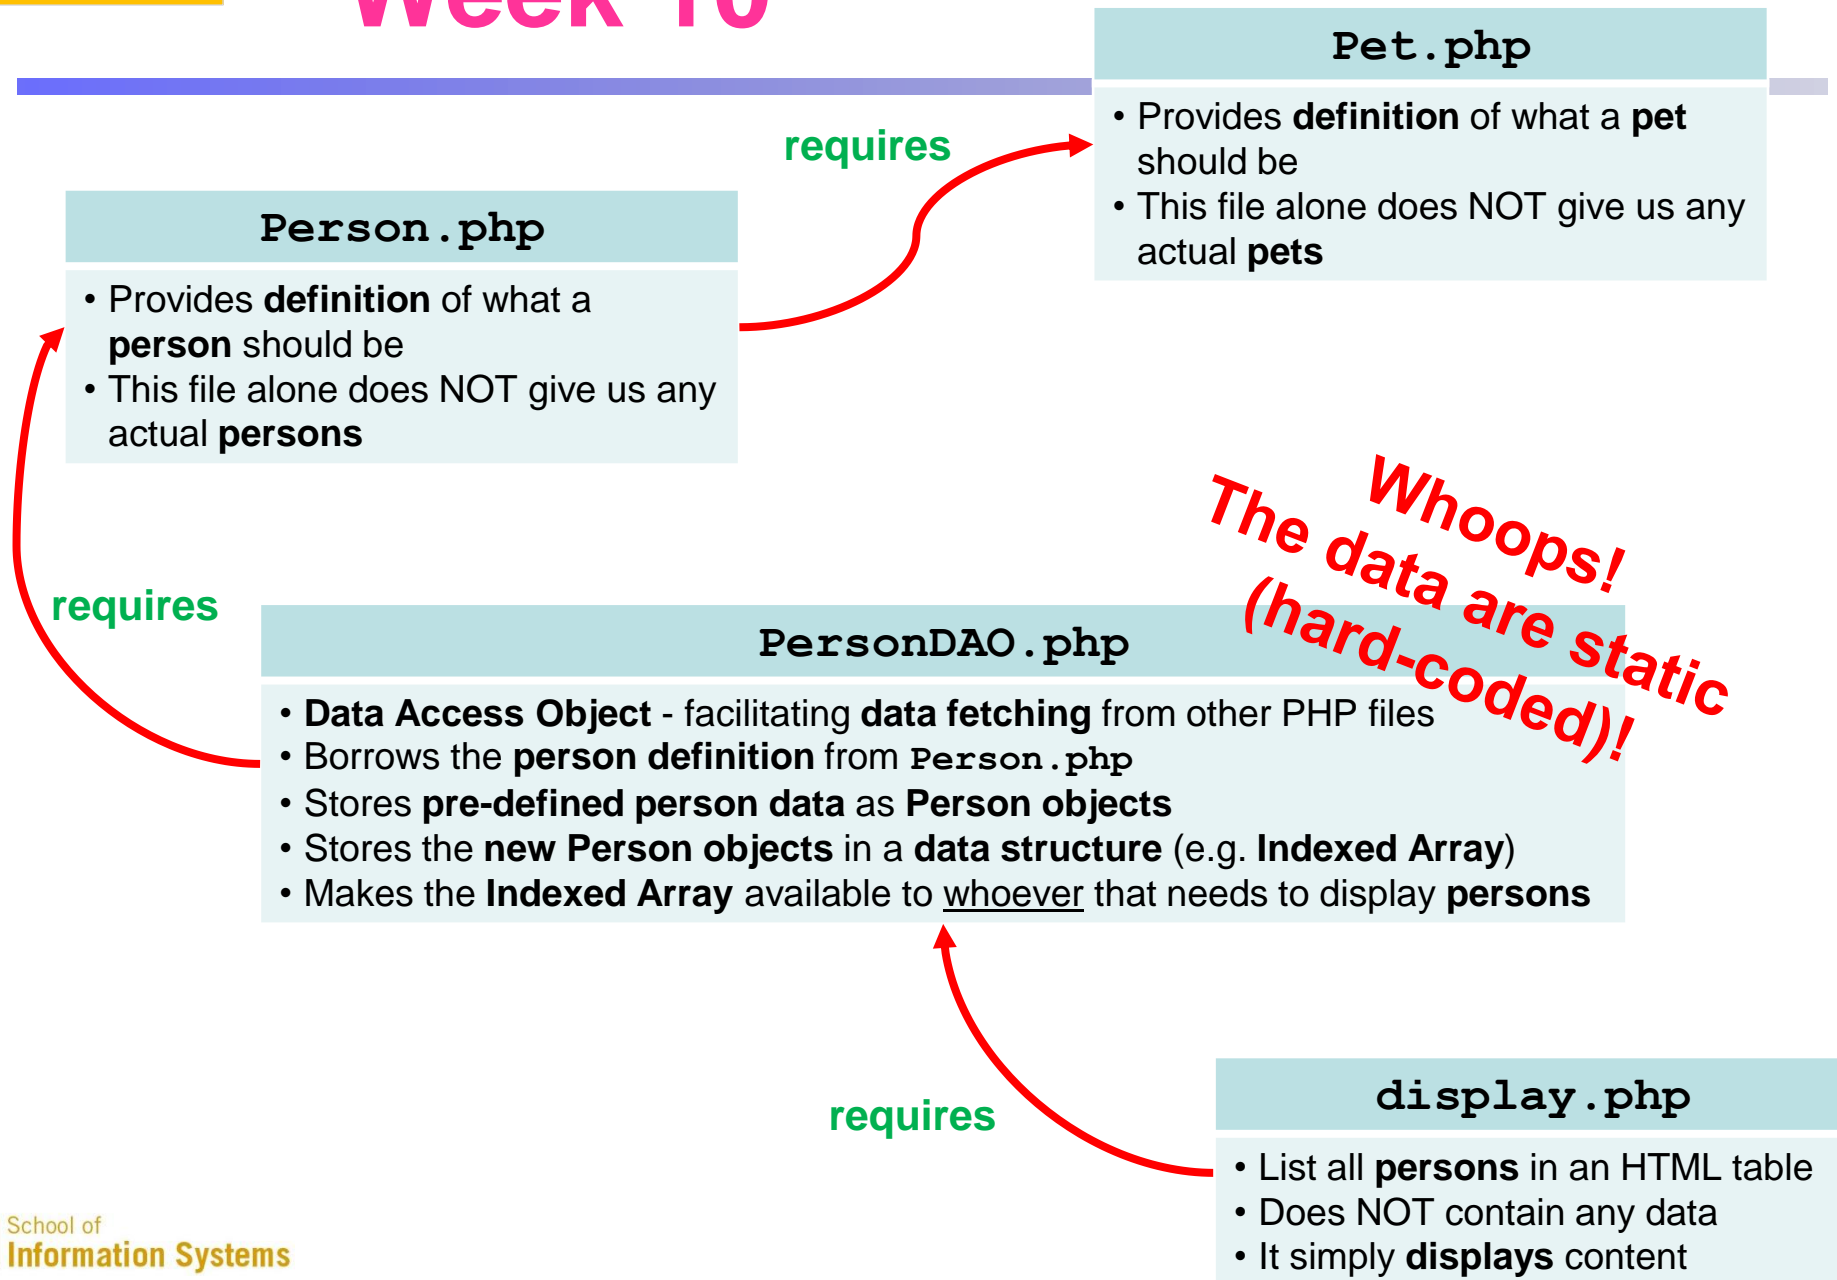 Week 10
Pet.php
• Provides definition of what a pet
should be
• This file alone does NOT give us any
actual pets
requires
Person.php
• Provides definition of what a
person should be
• This file alone does NOT give us any
actual persons
Whoops!
The data are static
(hard-coded)!
requires
PersonDAO.php
• Data Access Object - facilitating data fetching from other PHP files
• Borrows the person definition from Person.php
• Stores pre-defined person data as Person objects
• Stores the new Person objects in a data structure (e.g. Indexed Array)
• Makes the Indexed Array available to whoever that needs to display persons
requires
display.php
• List all persons in an HTML table
• Does NOT contain any data
• It simply displays content
School of
Information Systems